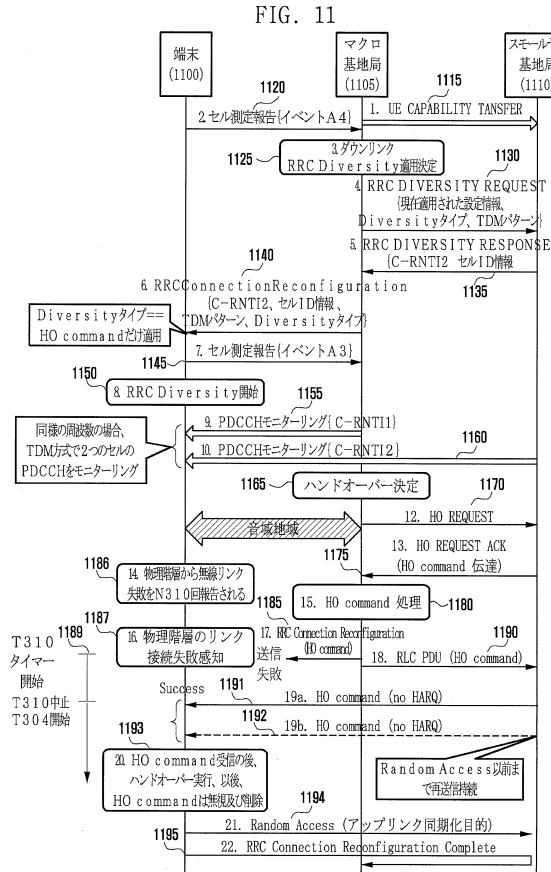 FIG. 11
端末
(1100)
マクロ
基地局
(1105)
スモール
基地局
(1110)
1120
1115
2.セル測定報告{イベントA4}
1. UE CAPABILITY TANSFER
1125
3.ダウンリンク
RRC Diversity適用決定
1130
4. RRC DIVERSITY REQUEST
{現在適用された設定情報、
Diversityタイプ、TDMパターン}
5. RRC DIVERSITY RESPONSE
{C-RNTI2 セルID情報
1135
1140
6. RRCConnectionReconfiguration
{C-RNTI2、セルID情報、
TDMパターン、Diversityタイプ}
Diversityタイプ==
HO commandだけ適用
1145
7. セル測定報告{イベントA3}
1150
8. RRC Diversity開始
1155
9. PDCCHモニターリング{C-RNTI1}
1160
10. PDCCHモニターリング{C-RNTI2}
同様の周波数の場合、
TDM方式で2つのセルの
PDCCHをモニターリング
1165
ハンドオーバー決定
1170
12. HO REQUEST
音域地域
13. HO REQUEST ACK
(HO command 伝達)
1175
1186
14. 物理階層から無線リンク
失敗をN310回報告される
15. HO command 処理
1180
1187
16. 物理階層のリンク
接続失敗感知
1185
17. RRC Connection Reconfiguration
(HO command)
送信
失敗
1190
18. RLC PDU (HO command)
1189
T310
タイマー
開始
T310中止
T304開始
Success
1191
19a. HO command (no HARQ)
1192
19b. HO command (no HARQ)
1193
20. HO command受信の後、
ハンドオーバー実行、以後、
HO commandは無視及び削除
Random Access以前ま
で再送信持続
1194
21. Random Access (アップリンク同期化目的)
1195
22. RRC Connection Reconfiguration Complete